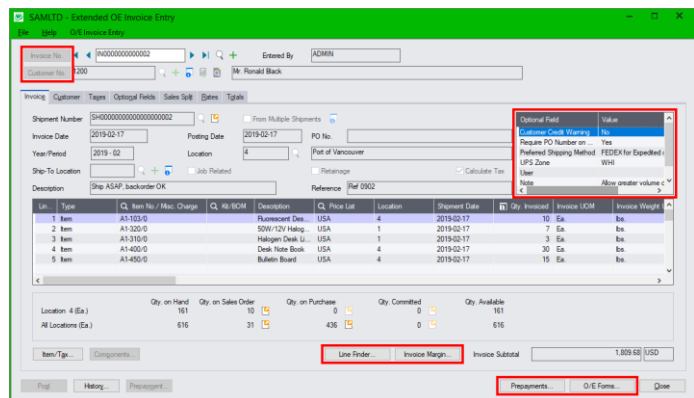 SAMLTD - Extended OE Invoice Entry
File Help O/E Invoice Entry
Invoice No. IN0000000000002 Entered By ADMIN
Customer No. 1200 Mr. Ronald Black
Invoice Customer Taxes Optional Fields Sales Split Rates Totals
Shipment Number SH00000000000000000002 From Multiple Shipments
Invoice Date 2019-02-17 Posting Date 2019-02-17 PO No.
Year/Period 2019 - 02 Location 4 Port of Vancouver
Ship-To Location Job Related Retainage Calculate Tax
Description Ship ASAP, backorder OK Reference Ref 0902
Optional Field Value
Customer Credit Warning No
Require PO Number on ... Yes
Preferred Shipping Method FEDEX for Expedited
UPS Zone WHI
User
Note Allow greater volume
Lin... Type Item No./ Misc. Charge Kit/BOM Description Price List Location Shipment Date Qty. Invoiced Invoice UOM Invoice Weight
1 Item A1-103/0 Fluorescent Des... USA 4 2019-02-17 10 Ea. lbs.
2 Item A1-320/0 50W/12V Halog... USA 1 2019-02-17 7 Ea. lbs.
3 Item A1-310/0 Halogen Desk Li... USA 1 2019-02-17 3 Ea. lbs.
4 Item A1-400/0 Desk Note Book USA 4 2019-02-17 30 Ea. lbs.
5 Item A1-450/0 Bulletin Board USA 4 2019-02-17 15 Ea. lbs.
Qty. on Hand Qty. on Sales Order Qty. on Purchase Qty. Committed Qty. Available
Location 4 (Ea.) 161 10 0 0 161
All Locations (Ea.) 616 31 436 0 616
Item/Tax... Components... Line Finder... Invoice Margin... Invoice Subtotal 1,809.68 USD
Post History... Prepayment... Prepayments... O/E Forms... Close